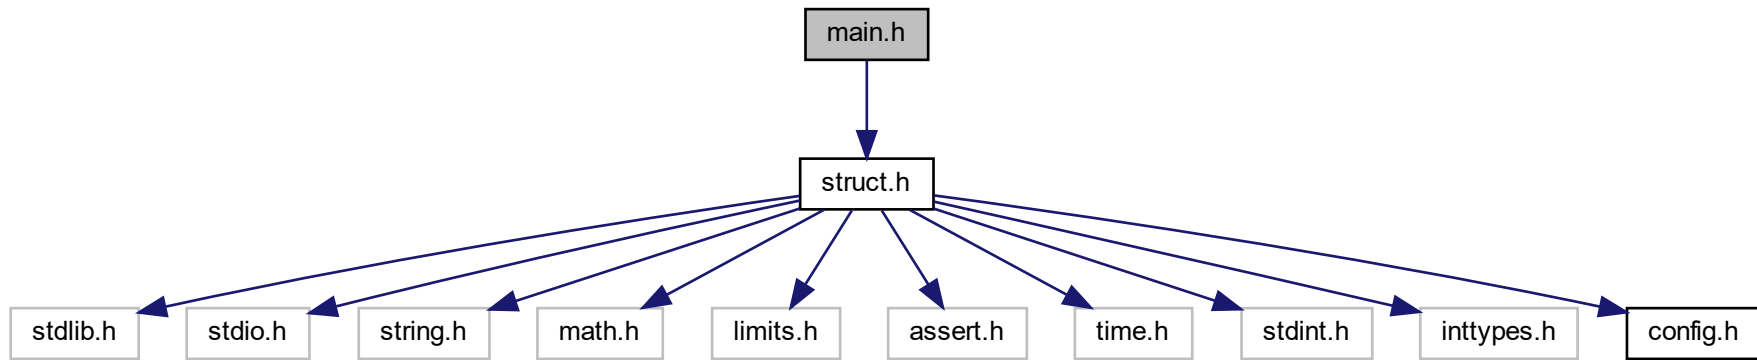 main.h
struct.h
stdlib.h
stdio.h
string.h
math.h
limits.h
assert.h
time.h
stdint.h
inttypes.h
config.h